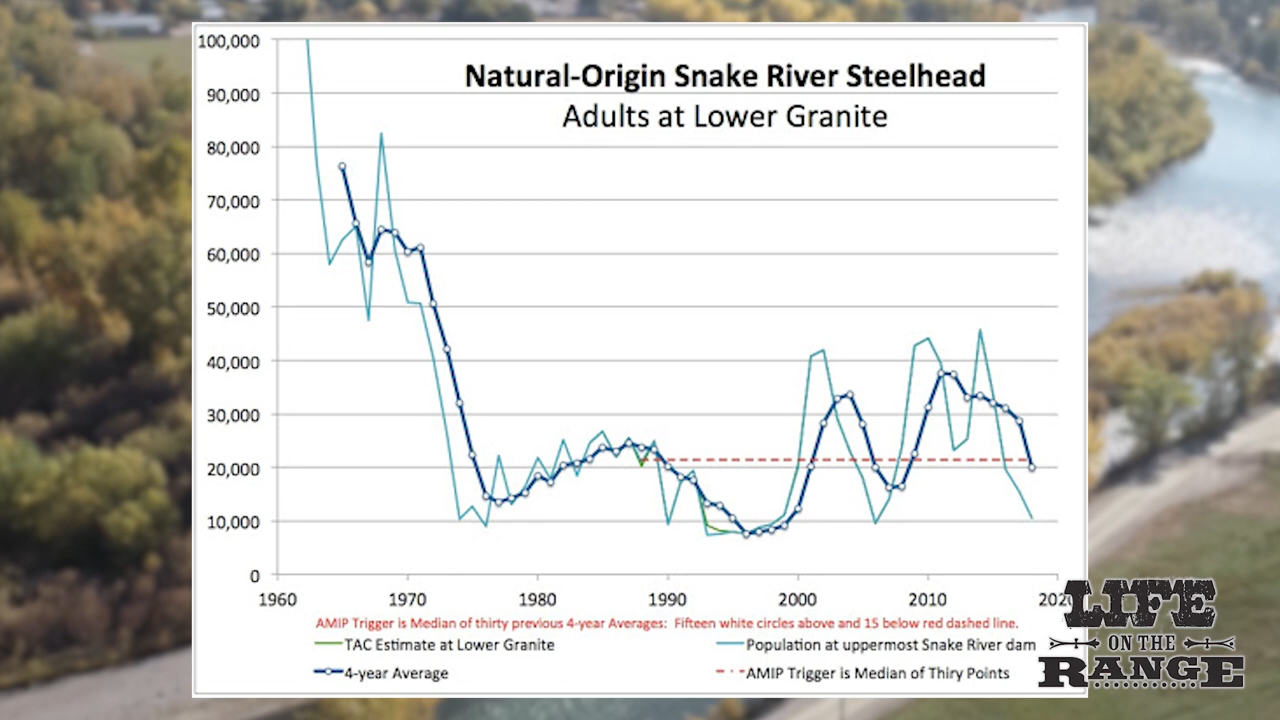 Natural-Origin Snake River Steelhead
Adults at Lower Granite
100,000
90,000
80,000
70,000
60,000
50,000
40,000
30,000
20,000
10,000
0
1960 1970 1980 1990 2000 2010 202
AMIP Trigger is Median of thirty previous 4-year Averages: Fifteen white circles above and 15 below red dashed line.
TAC Estimate at Lower Granite
Population at uppermost Snake River dam
4-year Average
AMIP Trigger is Median of Thiry Points
LIFE
ON THE
RANGE